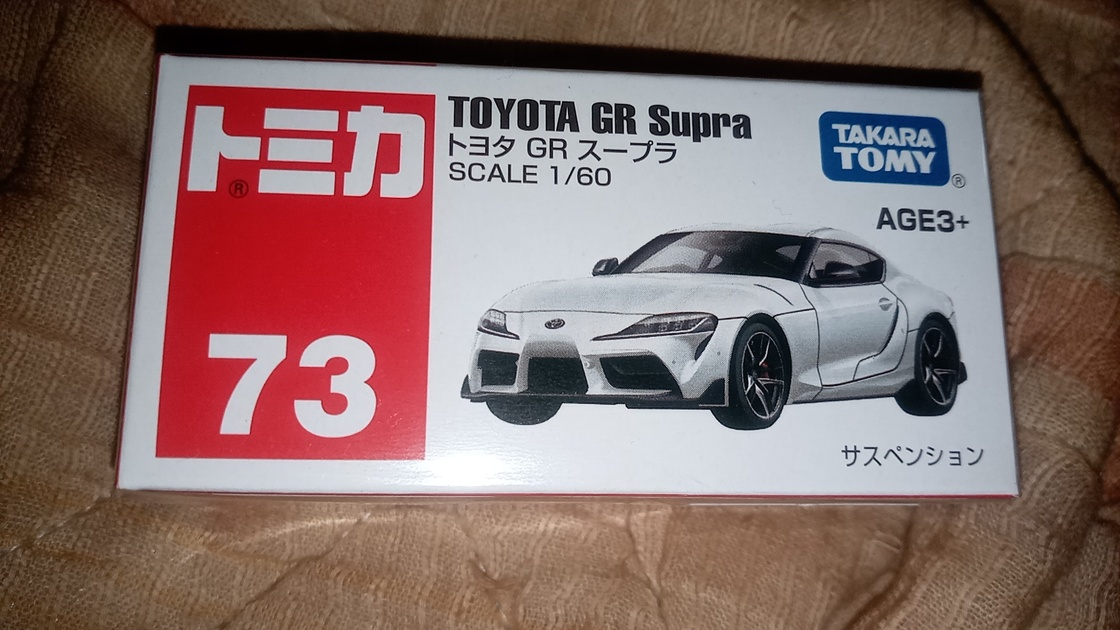 トミカ
®
73
TOYOTA GR Supra
トヨタ GR スープラ
SCALE 1/60
TAKARA
TOMY
®
AGE3+
サスペンション